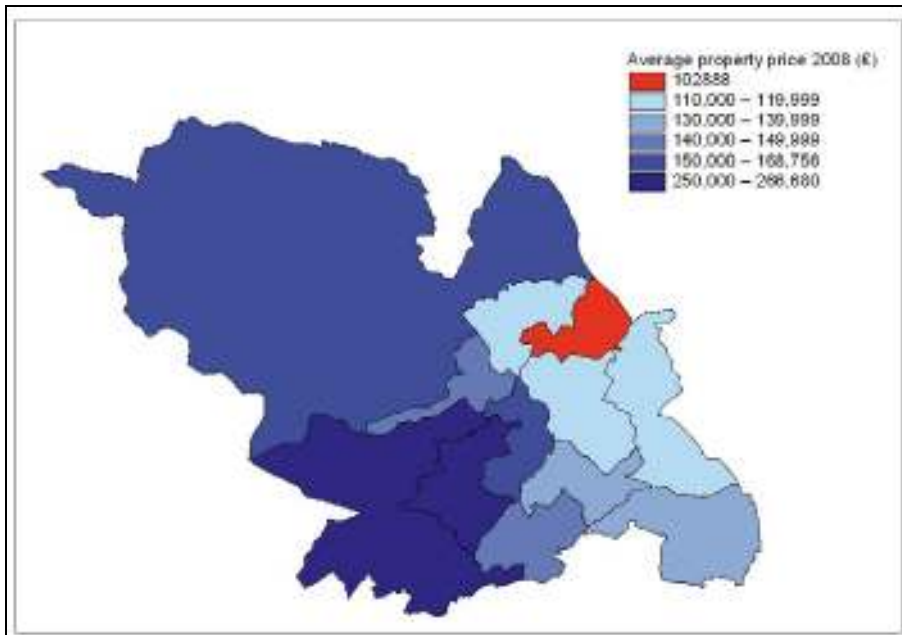 Average property price 2008 (£)
102888
110,000 – 119,999
130,000 – 139,999
140,000 – 149,999
150,000 – 168,756
250,000 – 266,680